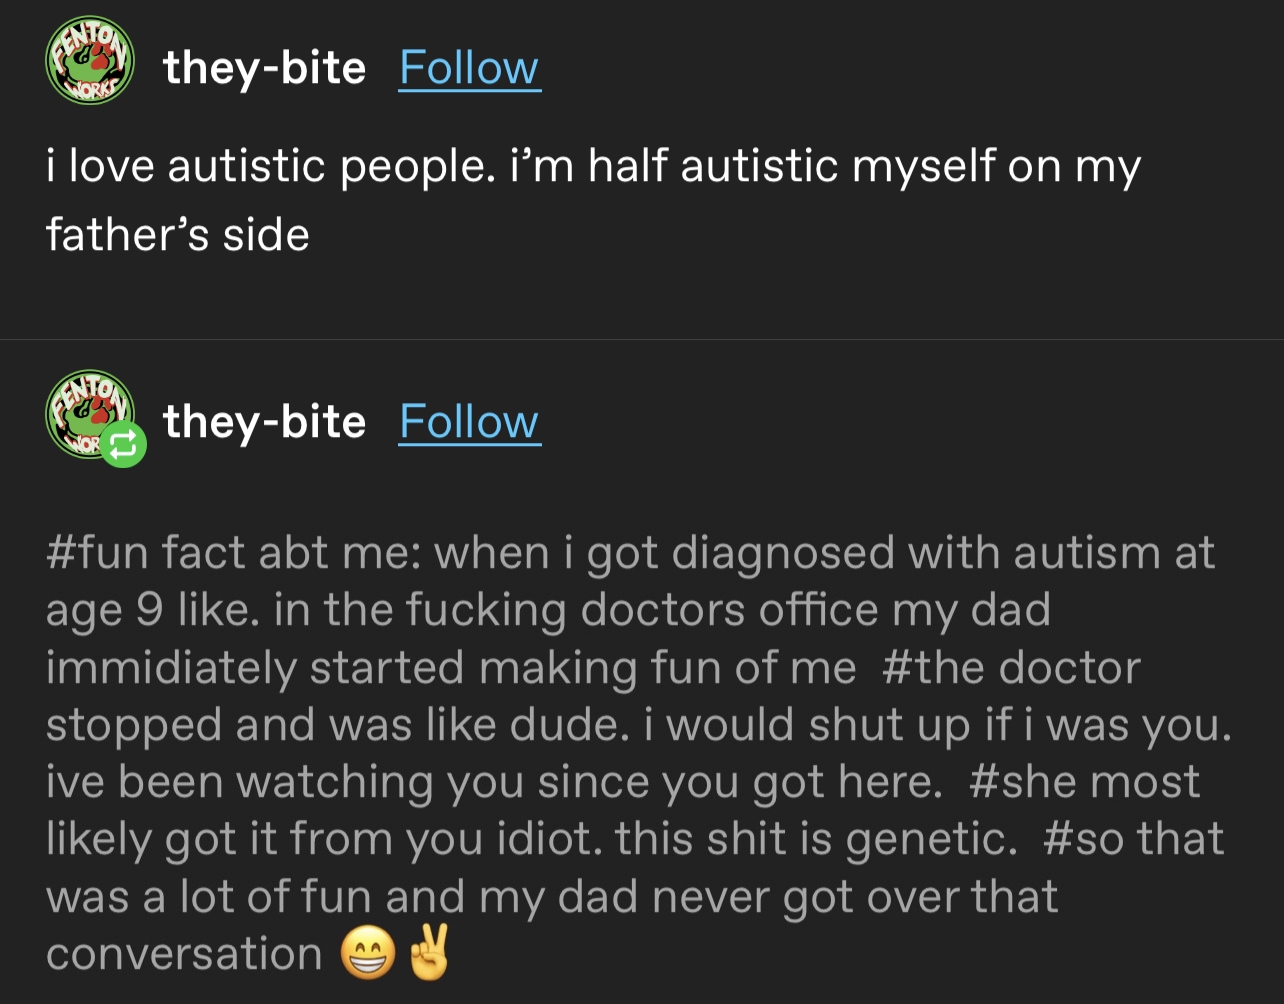 FENTON
WORKS
they-bite Follow
i love autistic people. i’m half autistic myself on my
father’s side
FENTON
WOR
they-bite Follow
#fun fact abt me: when i got diagnosed with autism at
age 9 like. in the fucking doctors office my dad
immidiately started making fun of me #the doctor
stopped and was like dude. i would shut up if i was you.
ive been watching you since you got here. #she most
likely got it from you idiot. this shit is genetic. #so that
was a lot of fun and my dad never got over that
conversation 😁✌️